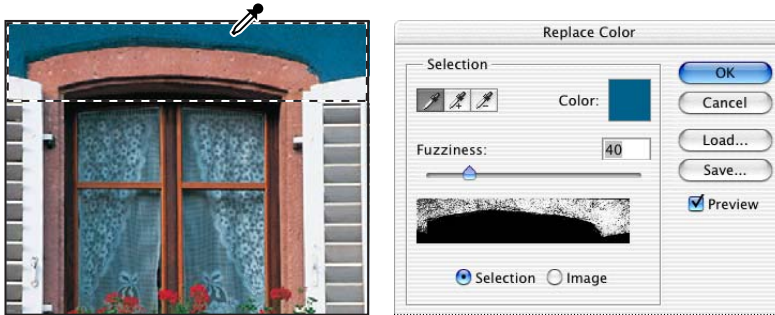 Replace Color
Selection
Color:
Fuzziness:
40
Selection
Image
OK
Cancel
Load...
Save...
Preview